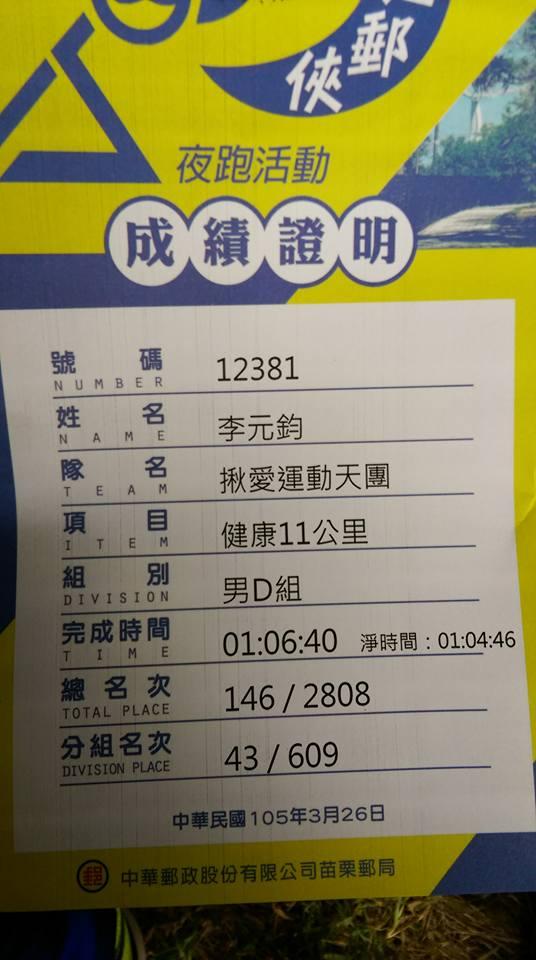 郵
俠
夜跑活動
成績證明
號碼 12381
NUMBER
姓名 李元鈞
NAME
隊名 揪愛運動天團
TEAM
項目 健康11公里
ITEM
組別 男D組
DIVISION
完成時間 01:06:40 淨時間：01:04:46
TIME
總名次 146 / 2808
TOTAL PLACE
分組名次 43 / 609
DIVISION PLACE
中華民國105年3月26日
中華郵政股份有限公司苗栗郵局